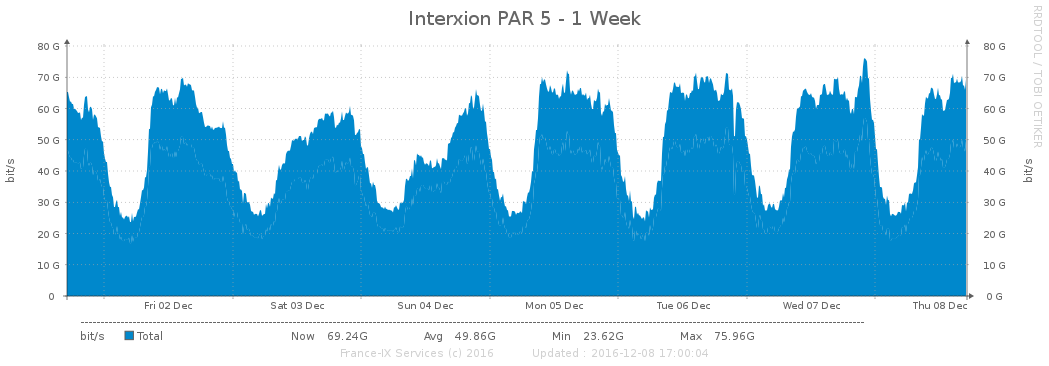 Interxion PAR 5 - 1 Week
RRDTOOL / TOBI OETIKER
80 G 80 G
70 G 70 G
60 G 60 G
50 G 50 G
40 G 40 G
30 G 30 G
20 G 20 G
10 G 10 G
0 0 G
bit/s
bit/s
Fri 02 Dec Sat 03 Dec Sun 04 Dec Mon 05 Dec Tue 06 Dec Wed 07 Dec Thu 08 Dec
bit/s Total Now 69.24G Avg 49.86G Min 23.62G Max 75.96G
France-IX Services (c) 2016 Updated : 2016-12-08 17:00:04